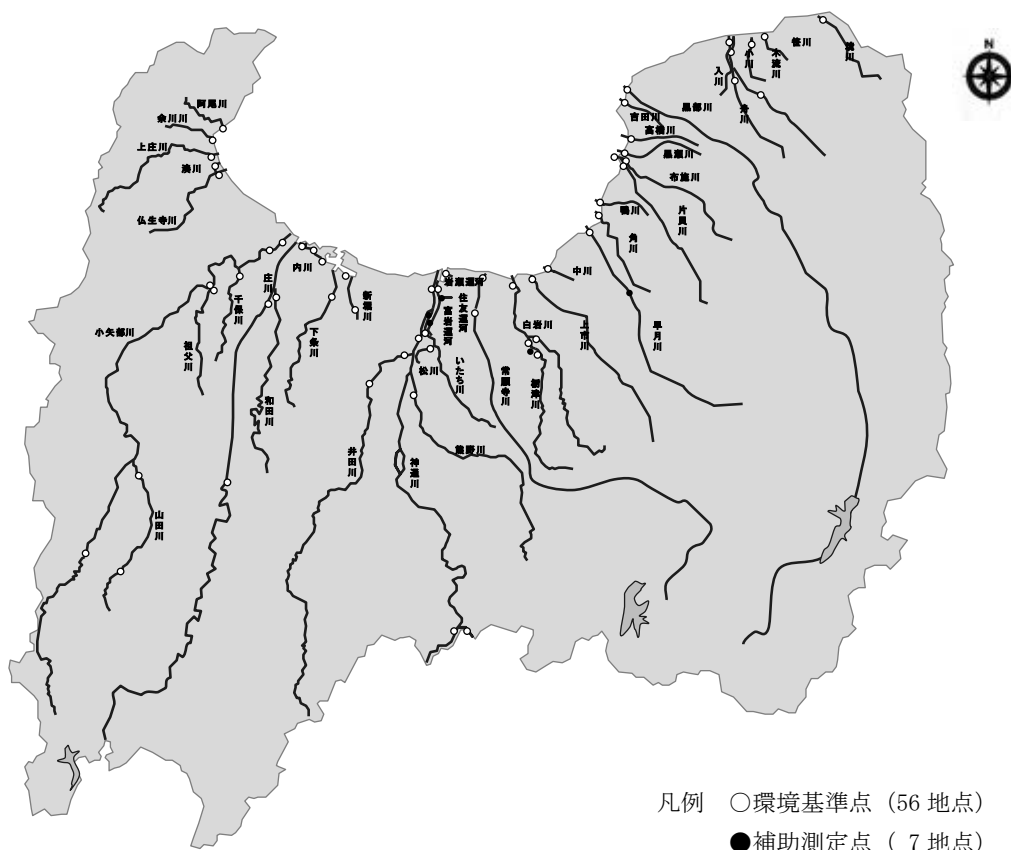 N
境川
笹川
木流川
小川
入川
舟川
黒部川
吉田川
高橋川
黒瀬川
布施川
片貝川
鴨川
角川
早月川
中川
上市川
白岩川
栃津川
常願寺川
岩瀬運河
住友運河
富岩運河
いたち川
松川
熊野川
神通川
井田川
新堀川
内川
下条川
和田川
庄川
千保川
祖父川
小矢部川
山田川
阿尾川
余川川
上庄川
湊川
仏生寺川
凡例 ○環境基準点(56 地点)
●補助測定点( 7 地点)